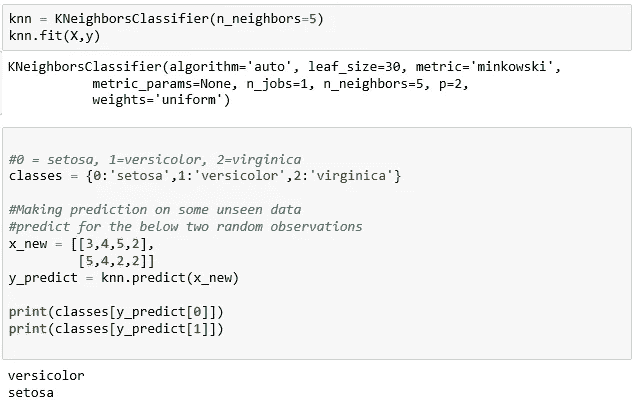 knn = KNeighborsClassifier(n_neighbors=5)
knn.fit(X,y)
KNeighborsClassifier(algorithm='auto', leaf_size=30, metric='minkowski',
metric_params=None, n_jobs=1, n_neighbors=5, p=2,
weights='uniform')
#0 = setosa, 1=versicolor, 2=virginica
classes = {0:'setosa',1:'versicolor',2:'virginica'}
#Making prediction on some unseen data
#predict for the below two random observations
x_new = [[3,4,5,2],
[5,4,2,2]]
y_predict = knn.predict(x_new)
print(classes[y_predict[0]])
print(classes[y_predict[1]])
versicolor
setosa